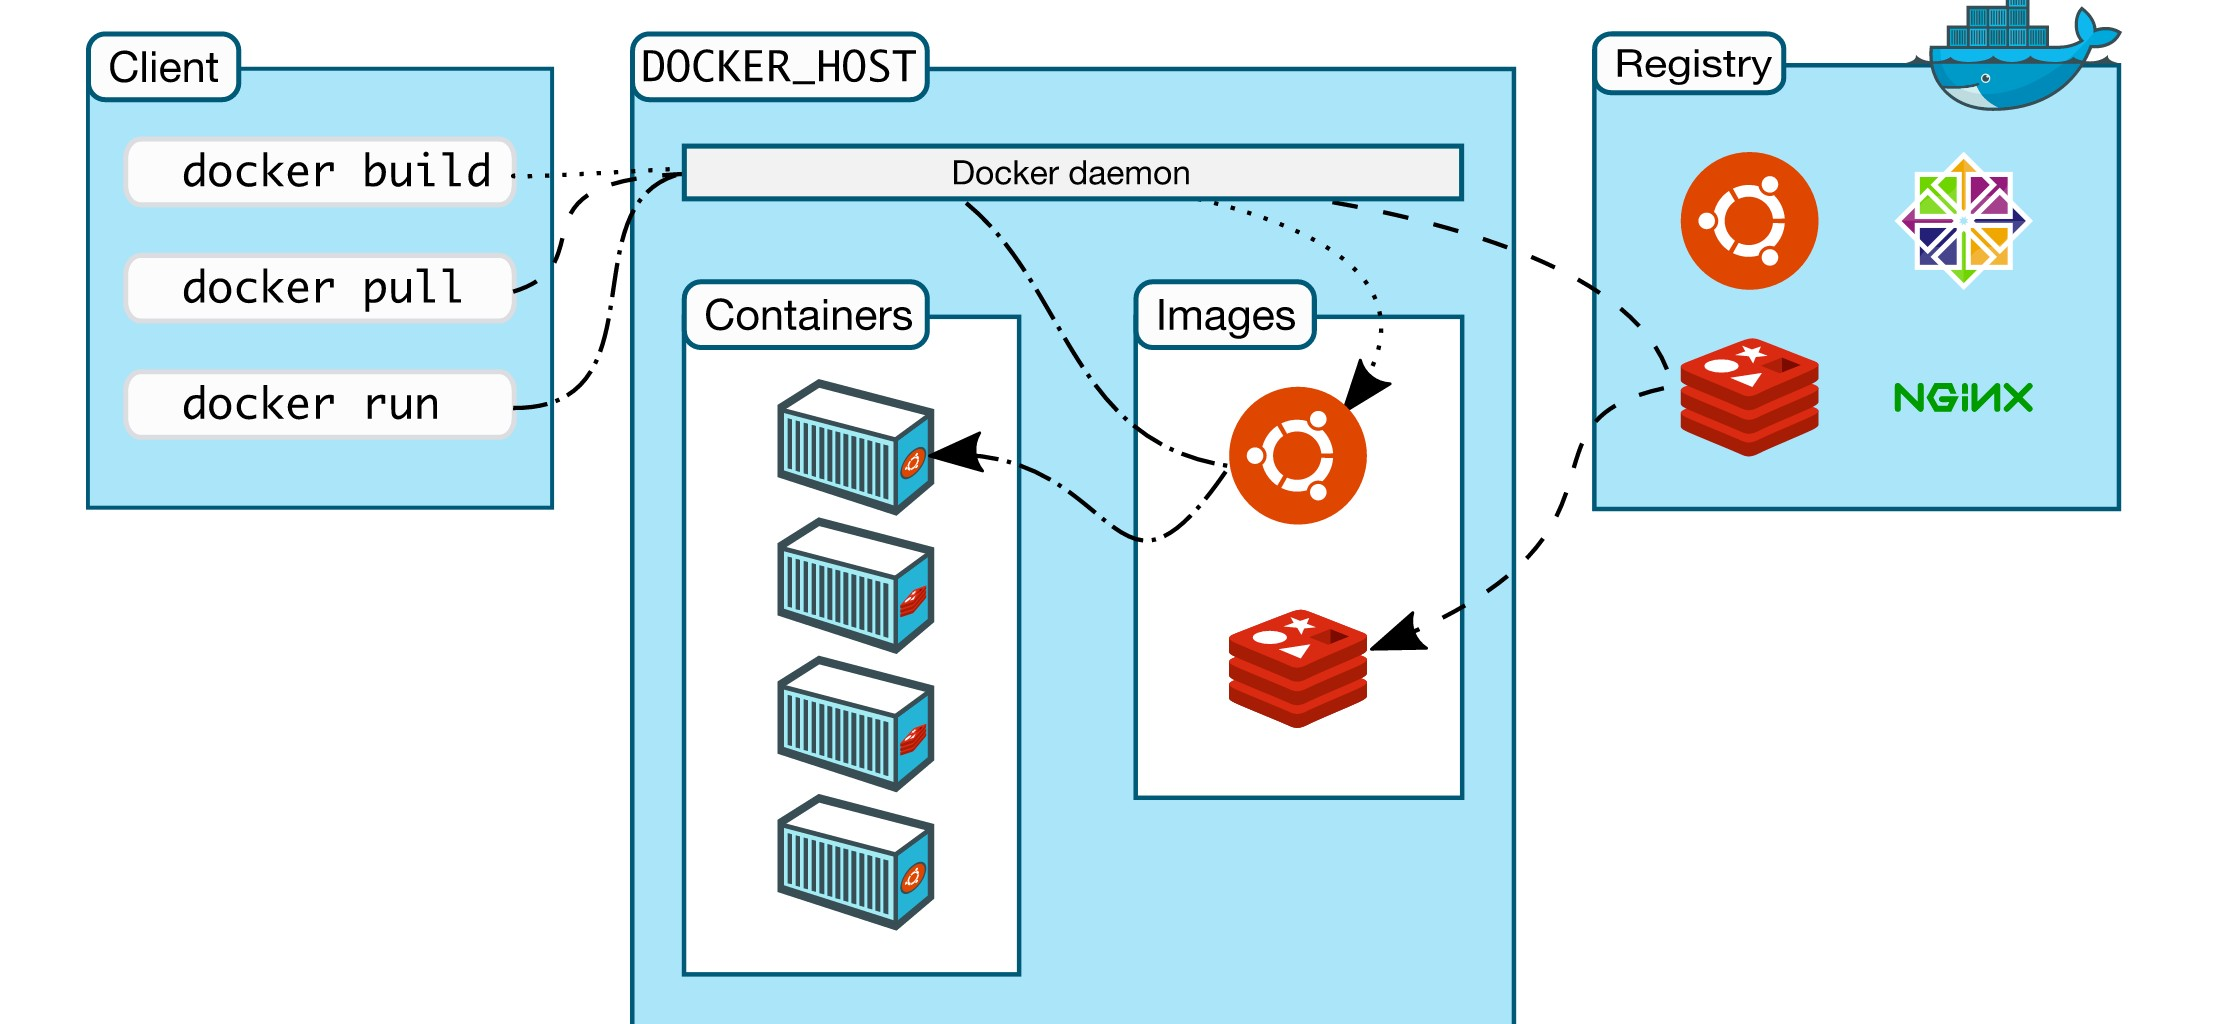 Client
docker build
docker pull
docker run
DOCKER_HOST
Docker daemon
Containers
Images
Registry
NGiNX